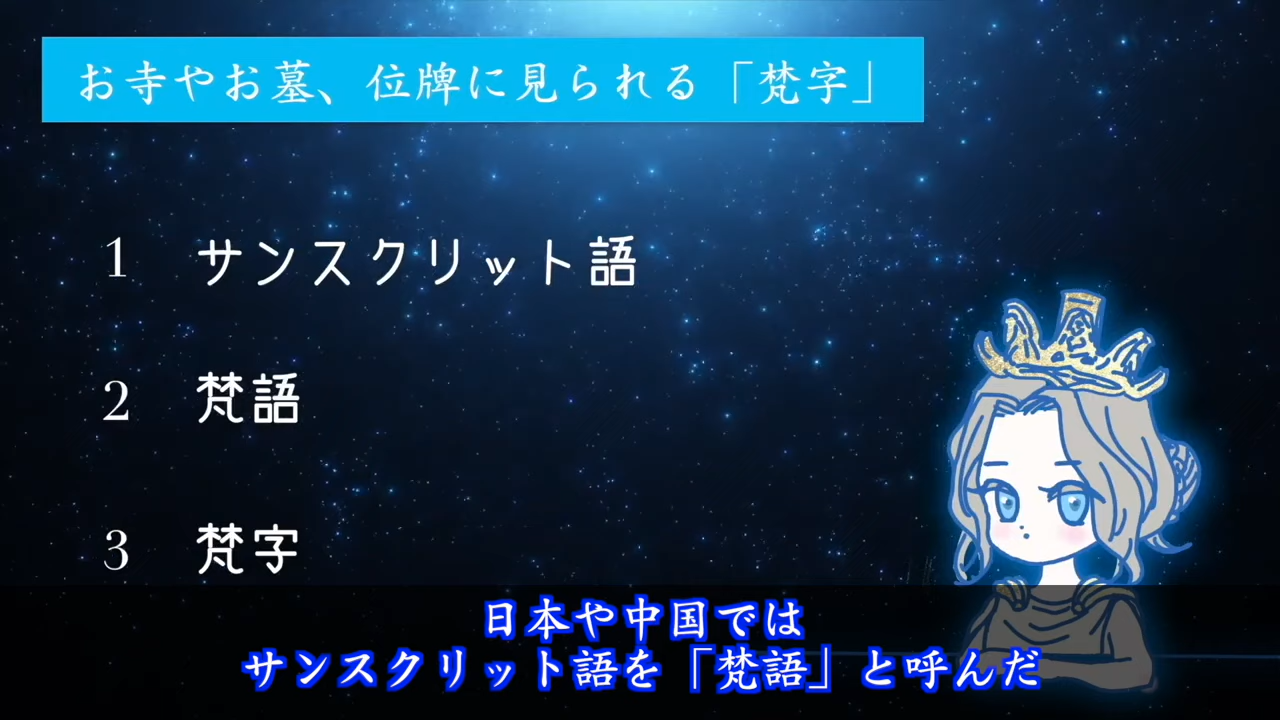 お寺やお墓、位牌に見られる「梵字」
1 サンスクリット語
2 梵語
3 梵字
日本や中国では
サンスクリット語を「梵語」と呼んだ